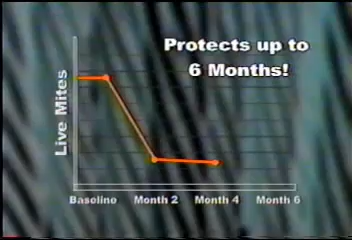 Protects up to
6 Months!
Live Mites
Baseline Month 2 Month 4 Month 6